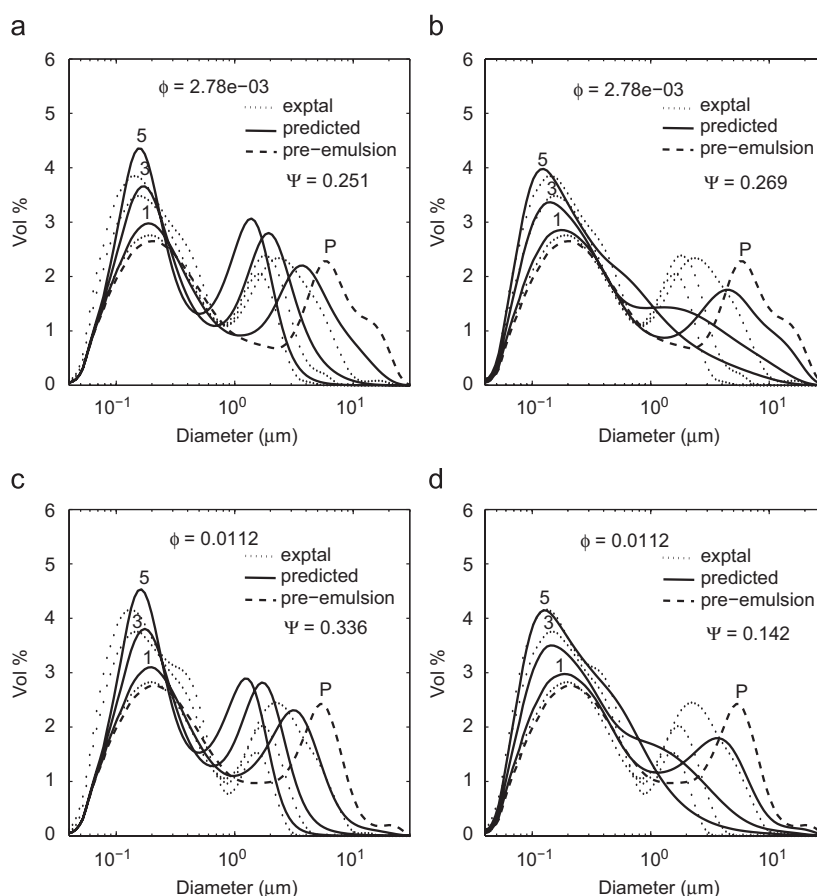 a
6
5
4
3
2
1
0
Vol %
ϕ = 2.78e−03
exptal
predicted
pre−emulsion
Ψ = 0.251
5
3
1
P
10⁻¹ 10⁰ 10¹
Diameter (μm)
b
6
5
4
3
2
1
0
Vol %
ϕ = 2.78e−03
exptal
predicted
pre−emulsion
Ψ = 0.269
5
3
1
P
10⁻¹ 10⁰ 10¹
Diameter (μm)
c
6
5
4
3
2
1
0
Vol %
ϕ = 0.0112
exptal
predicted
pre−emulsion
Ψ = 0.336
5
3
1
P
10⁻¹ 10⁰ 10¹
Diameter (μm)
d
6
5
4
3
2
1
0
Vol %
ϕ = 0.0112
exptal
predicted
pre−emulsion
Ψ = 0.142
5
3
1
P
10⁻¹ 10⁰ 10¹
Diameter (μm)